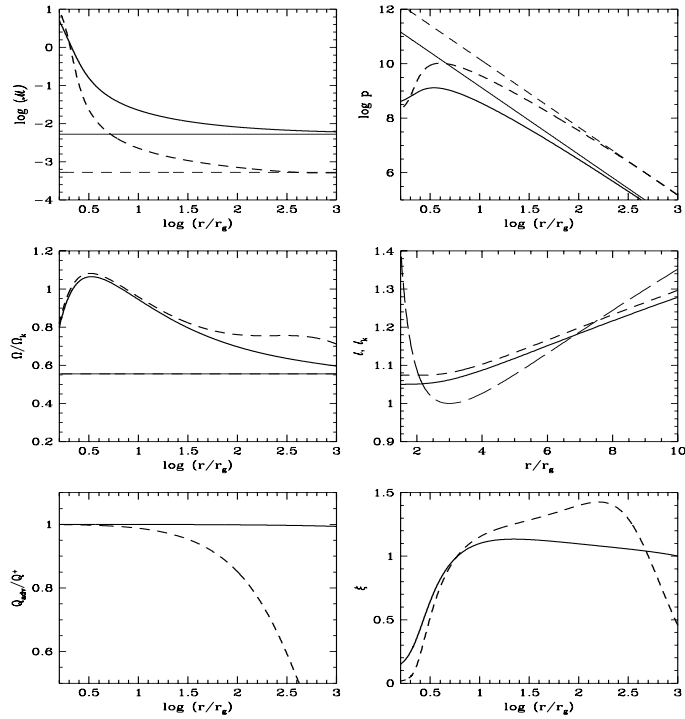 1
0
−1
−2
−3
−4
log (ℳ)
0.5 1 1.5 2 2.5 3
log (r/r_g)
12
10
8
6
log p
0.5 1 1.5 2 2.5 3
log (r/r_g)
1.2
1
0.8
0.6
0.4
0.2
Ω/Ω_k
0.5 1 1.5 2 2.5 3
log (r/r_g)
1.4
1.3
1.2
1.1
1
0.9
ℓ, ℓ_k
2 4 6 8 10
r/r_g
1
0.8
0.6
Q_adv/Q⁺
0.5 1 1.5 2 2.5 3
log (r/r_g)
1.5
1
0.5
0
ξ
0.5 1 1.5 2 2.5 3
log (r/r_g)